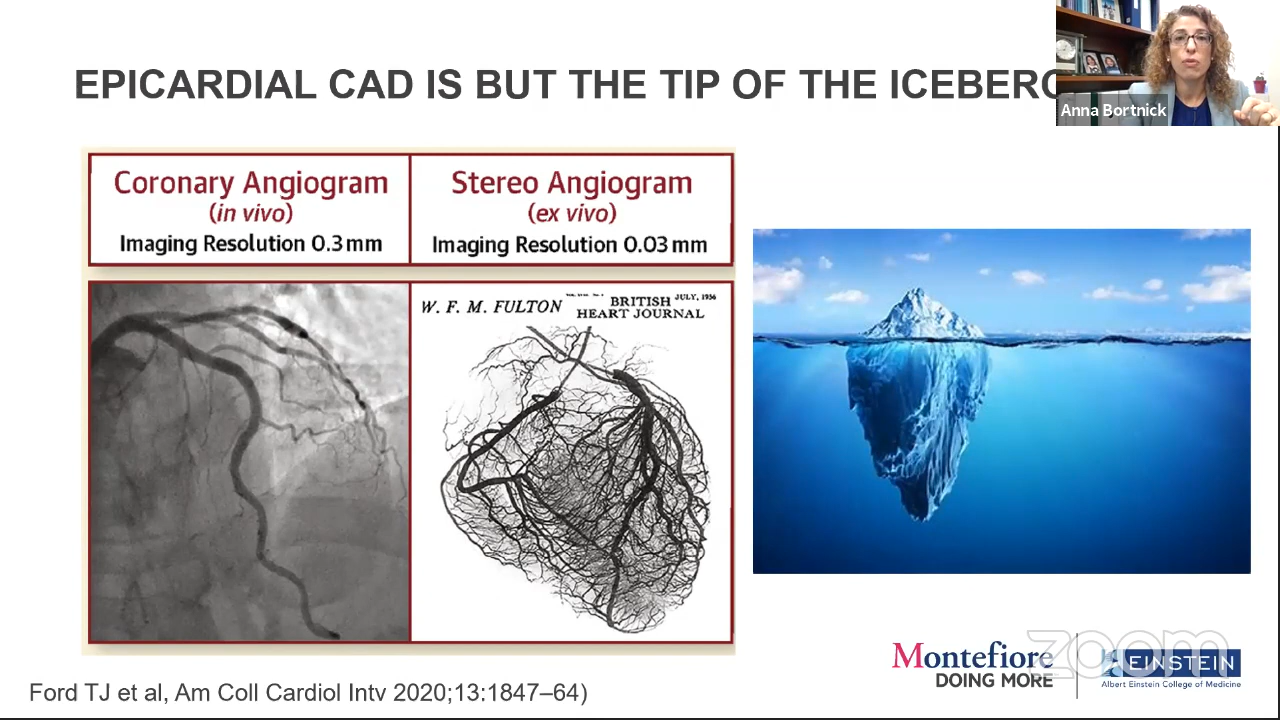 EPICARDIAL CAD IS BUT THE TIP OF THE ICEBERG
Anna Bortnick
Coronary Angiogram
(in vivo)
Imaging Resolution 0.3 mm
Stereo Angiogram
(ex vivo)
Imaging Resolution 0.03 mm
W. F. M. FULTON
BRITISH
HEART JOURNAL
JULY, 1956
Montefiore
DOING MORE
EINSTEIN
Albert Einstein College of Medicine
zoom
Ford TJ et al, Am Coll Cardiol Intv 2020;13:1847–64)